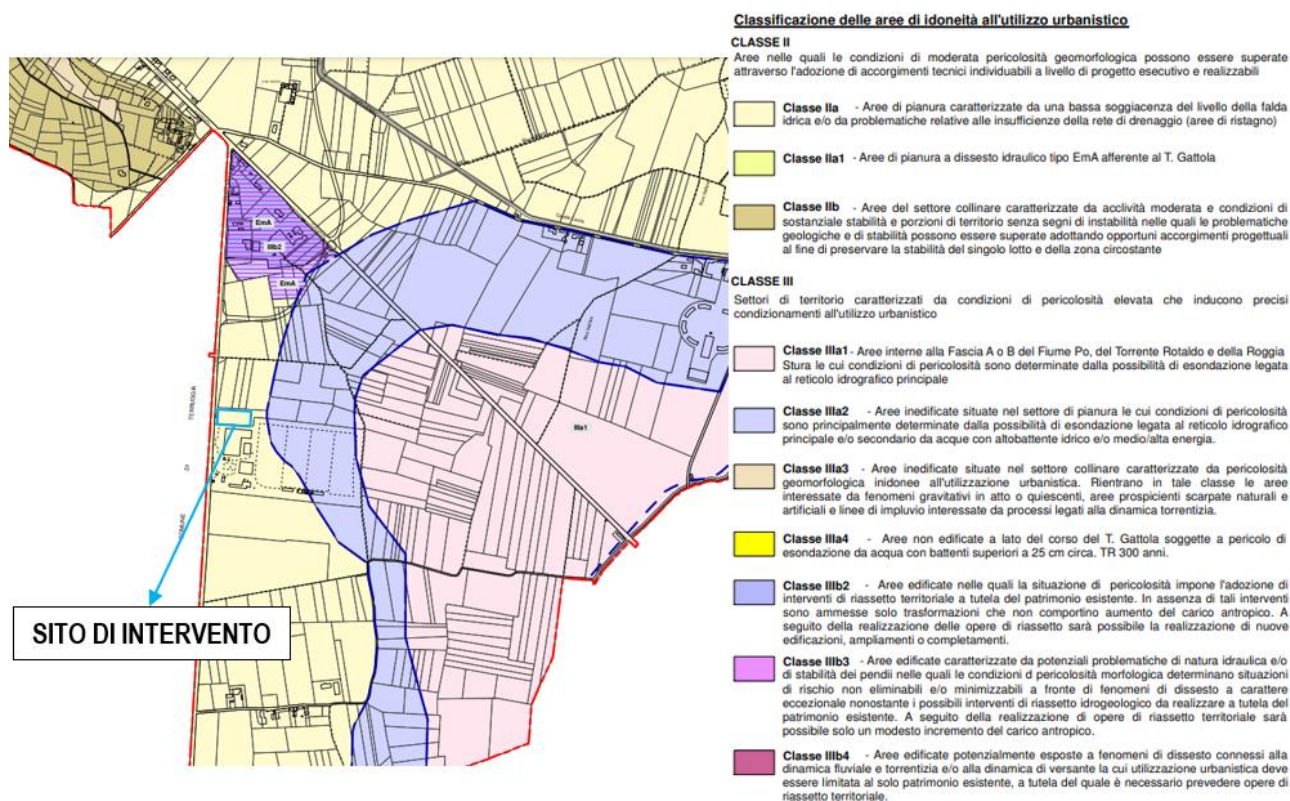 Classificazione delle aree di idoneità all'utilizzo urbanistico
CLASSE II
Aree nelle quali le condizioni di moderata pericolosità geomorfologica possono essere superate
attraverso l'adozione di accorgimenti tecnici individuabili a livello di progetto esecutivo e realizzabili
Classe IIa - Aree di pianura caratterizzate da una bassa soggiacenza del livello della falda
idrica e/o da problematiche relative alle insufficienze della rete di drenaggio (aree di ristagno)
Classe IIa1 - Aree di pianura a dissesto idraulico tipo EmA afferente al T. Gattola
Classe IIb - Aree del settore collinare caratterizzate da acclività moderata e condizioni di
sostanziale stabilità e porzioni di territorio senza segni di instabilità nelle quali le problematiche
geologiche e di stabilità possono essere superate adottando opportuni accorgimenti progettuali
al fine di preservare la stabilità del singolo lotto e della zona circostante
CLASSE III
Settori di territorio caratterizzati da condizioni di pericolosità elevata che inducono precisi
condizionamenti all'utilizzo urbanistico
Classe IIIa1 - Aree interne alla Fascia A o B del Fiume Po, del Torrente Rotaldo e della Roggia
Stura le cui condizioni di pericolosità sono determinate dalla possibilità di esondazione legata
al reticolo idrografico principale
Classe IIIa2 - Aree inedificate situate nel settore di pianura le cui condizioni di pericolosità
sono principalmente determinate dalla possibilità di esondazione legata al reticolo idrografico
principale e/o secondario da acque con altobattente idrico e/o medio/alta energia.
Classe IIIa3 - Aree inedificate situate nel settore collinare caratterizzate da pericolosità
geomorfologica inidonee all'utilizzazione urbanistica. Rientrano in tale classe le aree
interessate da fenomeni gravitativi in atto o quiescenti, aree prospicienti scarpate naturali e
artificiali e linee di impluvio interessate da processi legati alla dinamica torrentizia.
Classe IIIa4 - Aree non edificate a lato del corso del T. Gattola soggette a pericolo di
esondazione da acqua con battenti superiori a 25 cm circa. TR 300 anni.
Classe IIIb2 - Aree edificate nelle quali la situazione di pericolosità impone l'adozione di
interventi di riassetto territoriale a tutela del patrimonio esistente. In assenza di tali interventi
sono ammesse solo trasformazioni che non comportino aumento del carico antropico. A
seguito della realizzazione delle opere di riassetto sarà possibile la realizzazione di nuove
edificazioni, ampliamenti o completamenti.
Classe IIIb3 - Aree edificate caratterizzate da potenziali problematiche di natura idraulica e/o
di stabilità dei pendii nelle quali le condizioni d pericolosità morfologica determinano situazioni
di rischio non eliminabili e/o minimizzabili a fronte di fenomeni di dissesto a carattere
eccezionale nonostante i possibili interventi di riassetto idrogeologico da realizzare a tutela del
patrimonio esistente. A seguito della realizzazione di opere di riassetto territoriale sarà
possibile solo un modesto incremento del carico antropico.
Classe IIIb4 - Aree edificate potenzialmente esposte a fenomeni di dissesto connessi alla
dinamica fluviale e torrentizia e/o alla dinamica di versante la cui utilizzazione urbanistica deve
essere limitata al solo patrimonio esistente, a tutela del quale è necessario prevedere opere di
riassetto territoriale.
EmA
IIIb2
EmA
IIIa1
TERRUGGIA
DI
COMUNE
SITO DI INTERVENTO